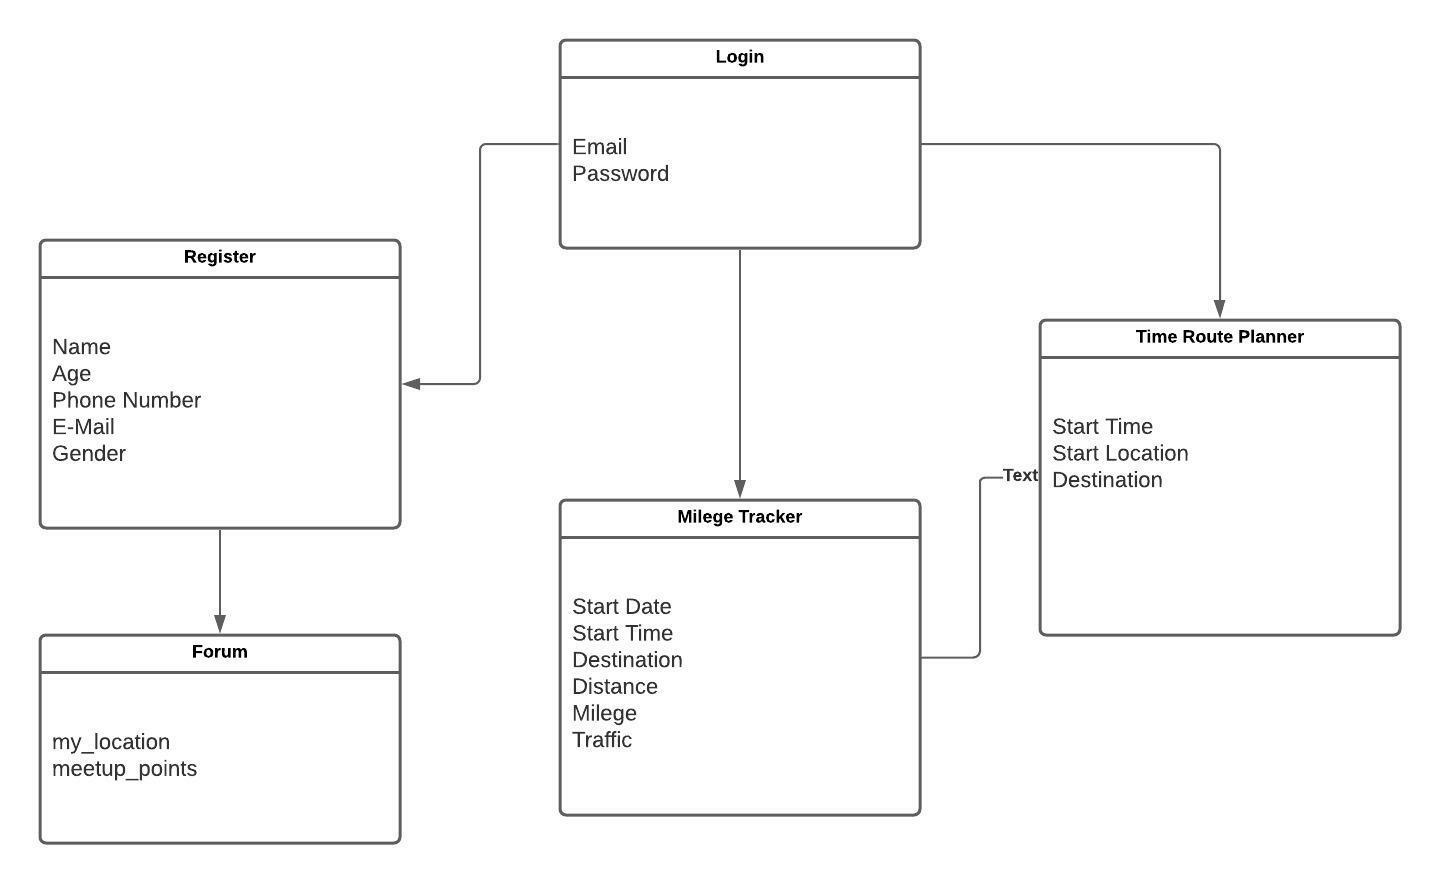 Login
Email
Password
Register
Name
Age
Phone Number
E-Mail
Gender
Time Route Planner
Start Time
Start Location
Destination
Text
Milege Tracker
Start Date
Start Time
Destination
Distance
Milege
Traffic
Forum
my_location
meetup_points